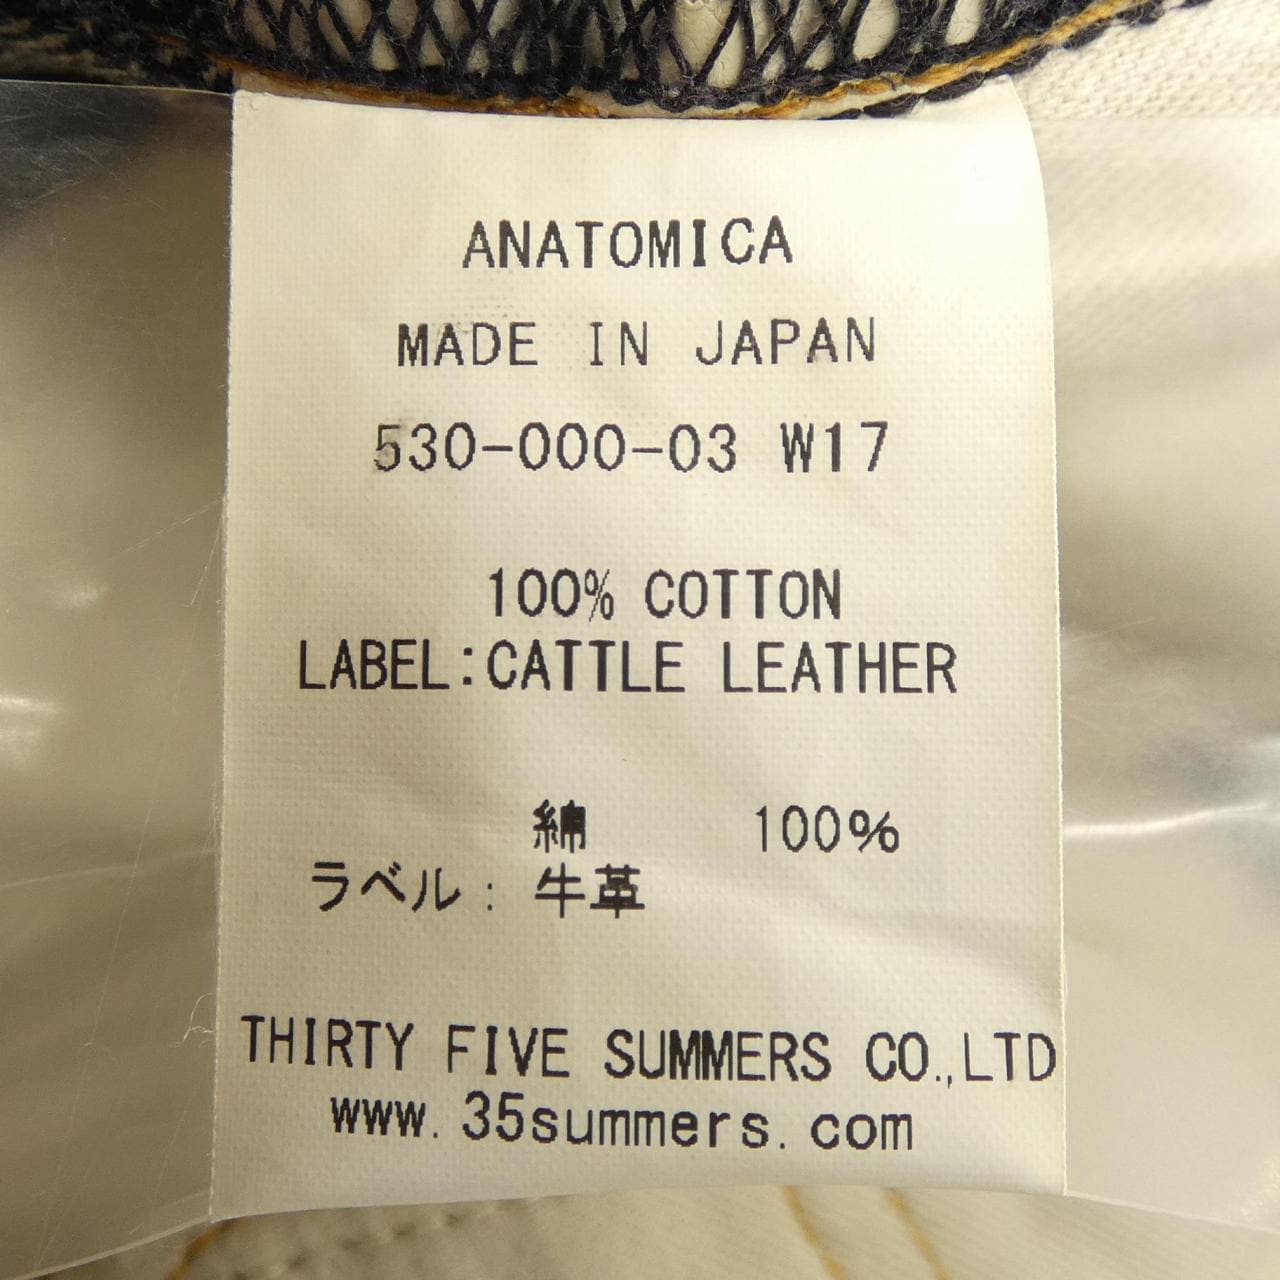 ANATOMICA
MADE IN JAPAN
530-000-03 W17
100% COTTON
LABEL:CATTLE LEATHER
綿 100%
ラベル: 牛革
THIRTY FIVE SUMMERS CO.,LTD
www.35summers.com